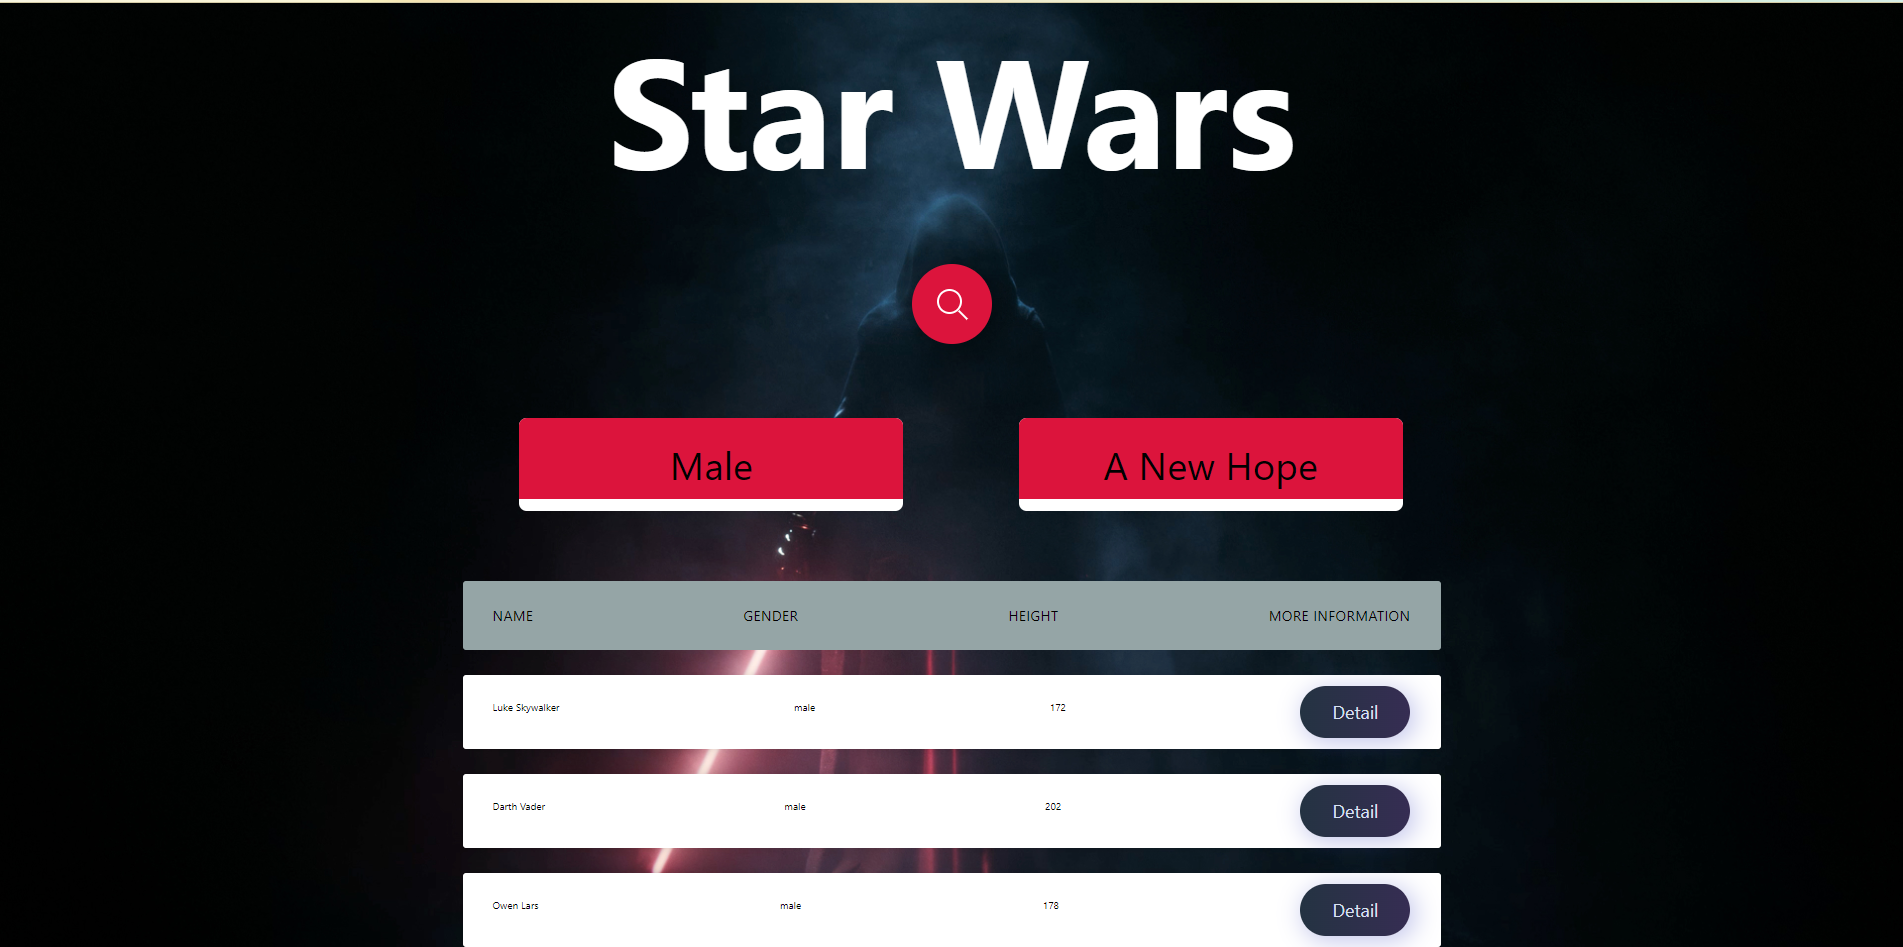 Star Wars
Male
A New Hope
NAME GENDER HEIGHT MORE INFORMATION
Luke Skywalker male 172 Detail
Darth Vader male 202 Detail
Owen Lars male 178 Detail